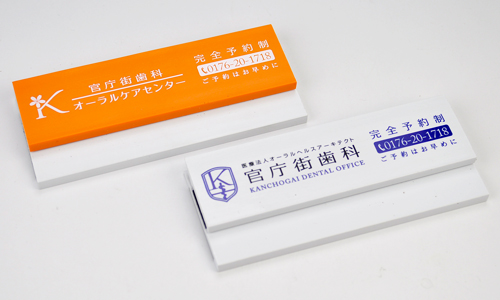 官庁街歯科
オーラルケアセンター
完全予約制
0176-20-1718
ご予約はお早めに
医療法人オーラルヘルスアーキテクト
官庁街歯科
KANCHOGAI DENTAL OFFICE
完全予約制
0176-20-1718
ご予約はお早めに